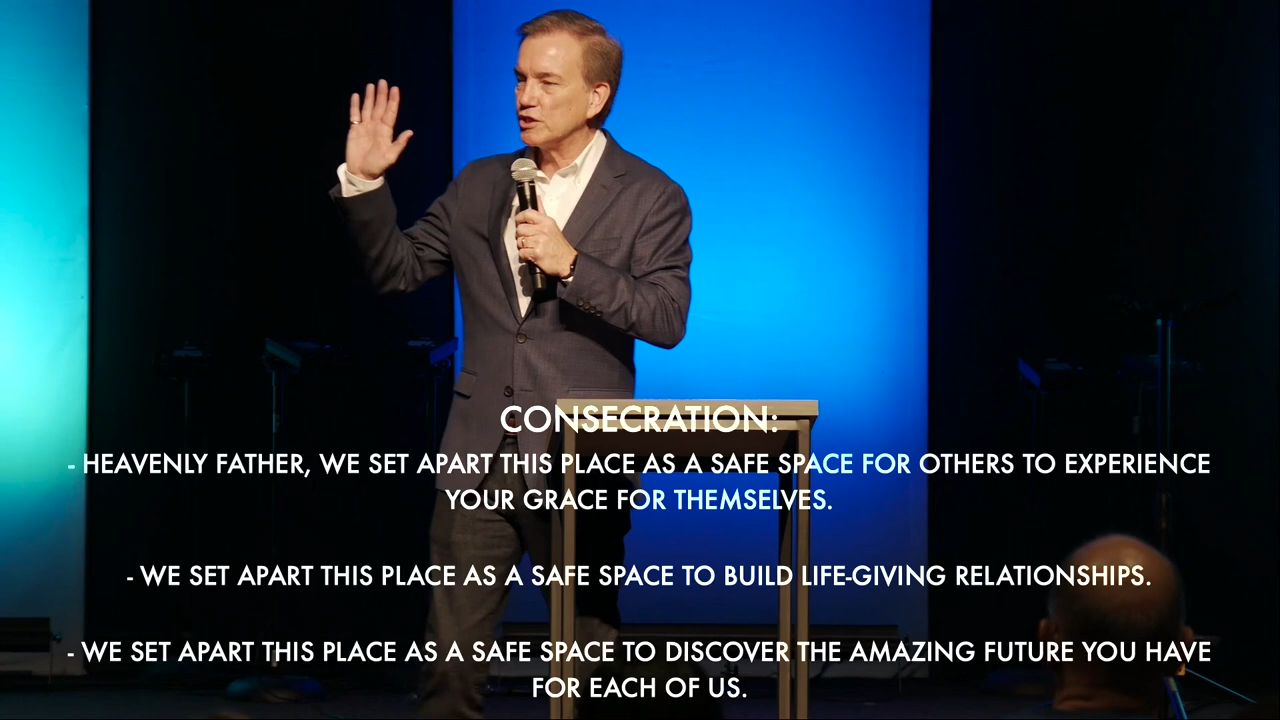 CONSECRATION:
- HEAVENLY FATHER, WE SET APART THIS PLACE AS A SAFE SPACE FOR OTHERS TO EXPERIENCE
YOUR GRACE FOR THEMSELVES.
- WE SET APART THIS PLACE AS A SAFE SPACE TO BUILD LIFE-GIVING RELATIONSHIPS.
- WE SET APART THIS PLACE AS A SAFE SPACE TO DISCOVER THE AMAZING FUTURE YOU HAVE
FOR EACH OF US.